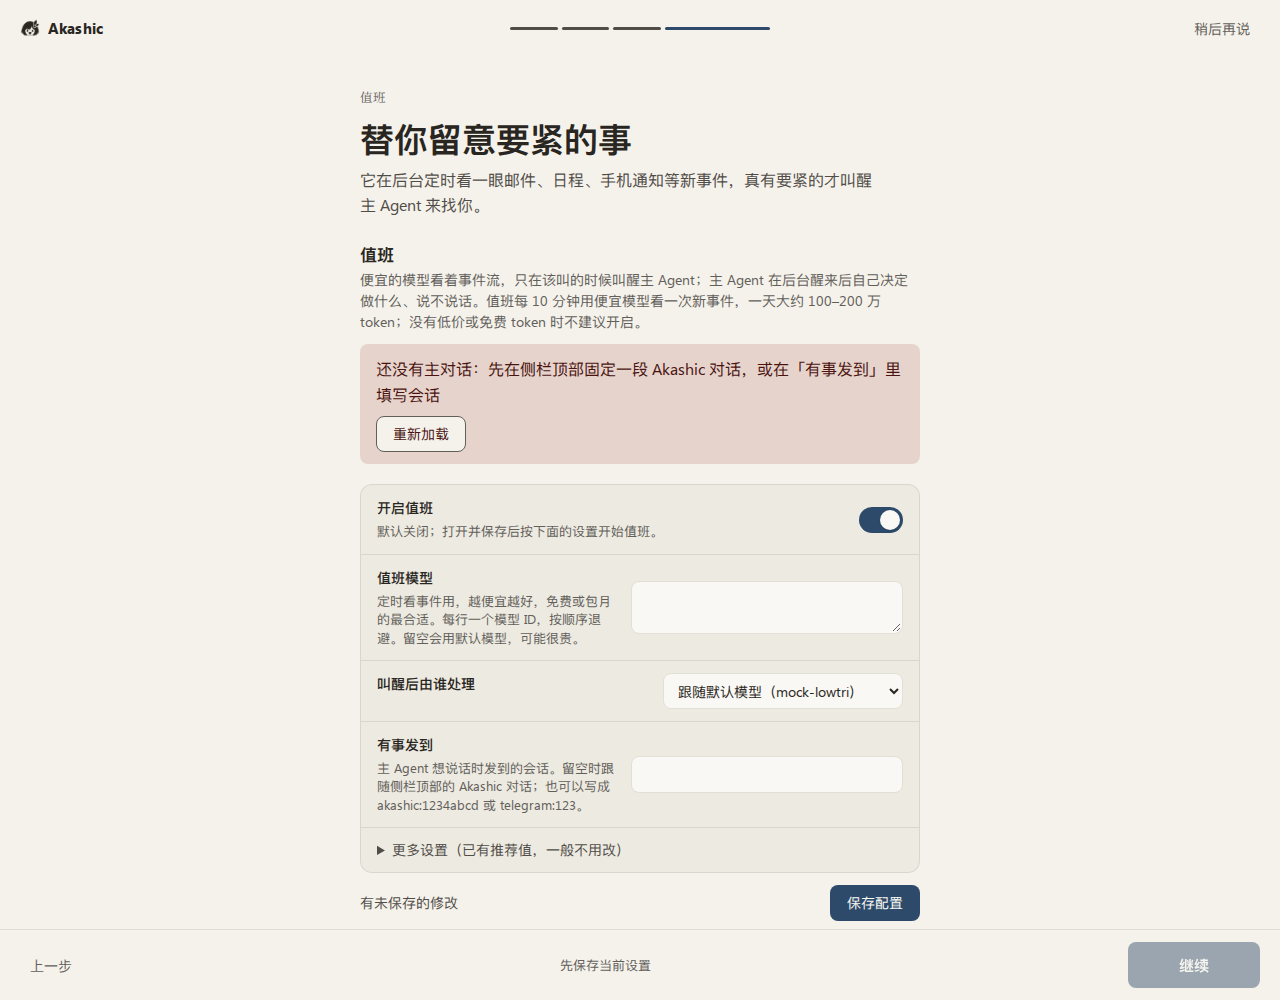 Akashic
稍后再说
值班
替你留意要紧的事
它在后台定时看一眼邮件、日程、手机通知等新事件，真有要紧的才叫醒
主 Agent 来找你。
值班
便宜的模型看着事件流，只在该叫的时候叫醒主 Agent；主 Agent 在后台醒来后自己决定
做什么、说不说话。值班每 10 分钟用便宜模型看一次新事件，一天大约 100–200 万
token；没有低价或免费 token 时不建议开启。
还没有主对话：先在侧栏顶部固定一段 Akashic 对话，或在「有事发到」里
填写会话
重新加载
开启值班
默认关闭；打开并保存后按下面的设置开始值班。
值班模型
定时看事件用，越便宜越好，免费或包月
的最合适。每行一个模型 ID，按顺序退
避。留空会用默认模型，可能很贵。
叫醒后由谁处理
跟随默认模型（mock-lowtri）
有事发到
主 Agent 想说话时发到的会话。留空时跟
随侧栏顶部的 Akashic 对话；也可以写成
akashic:1234abcd 或 telegram:123。
更多设置（已有推荐值，一般不用改）
有未保存的修改
保存配置
上一步
先保存当前设置
继续